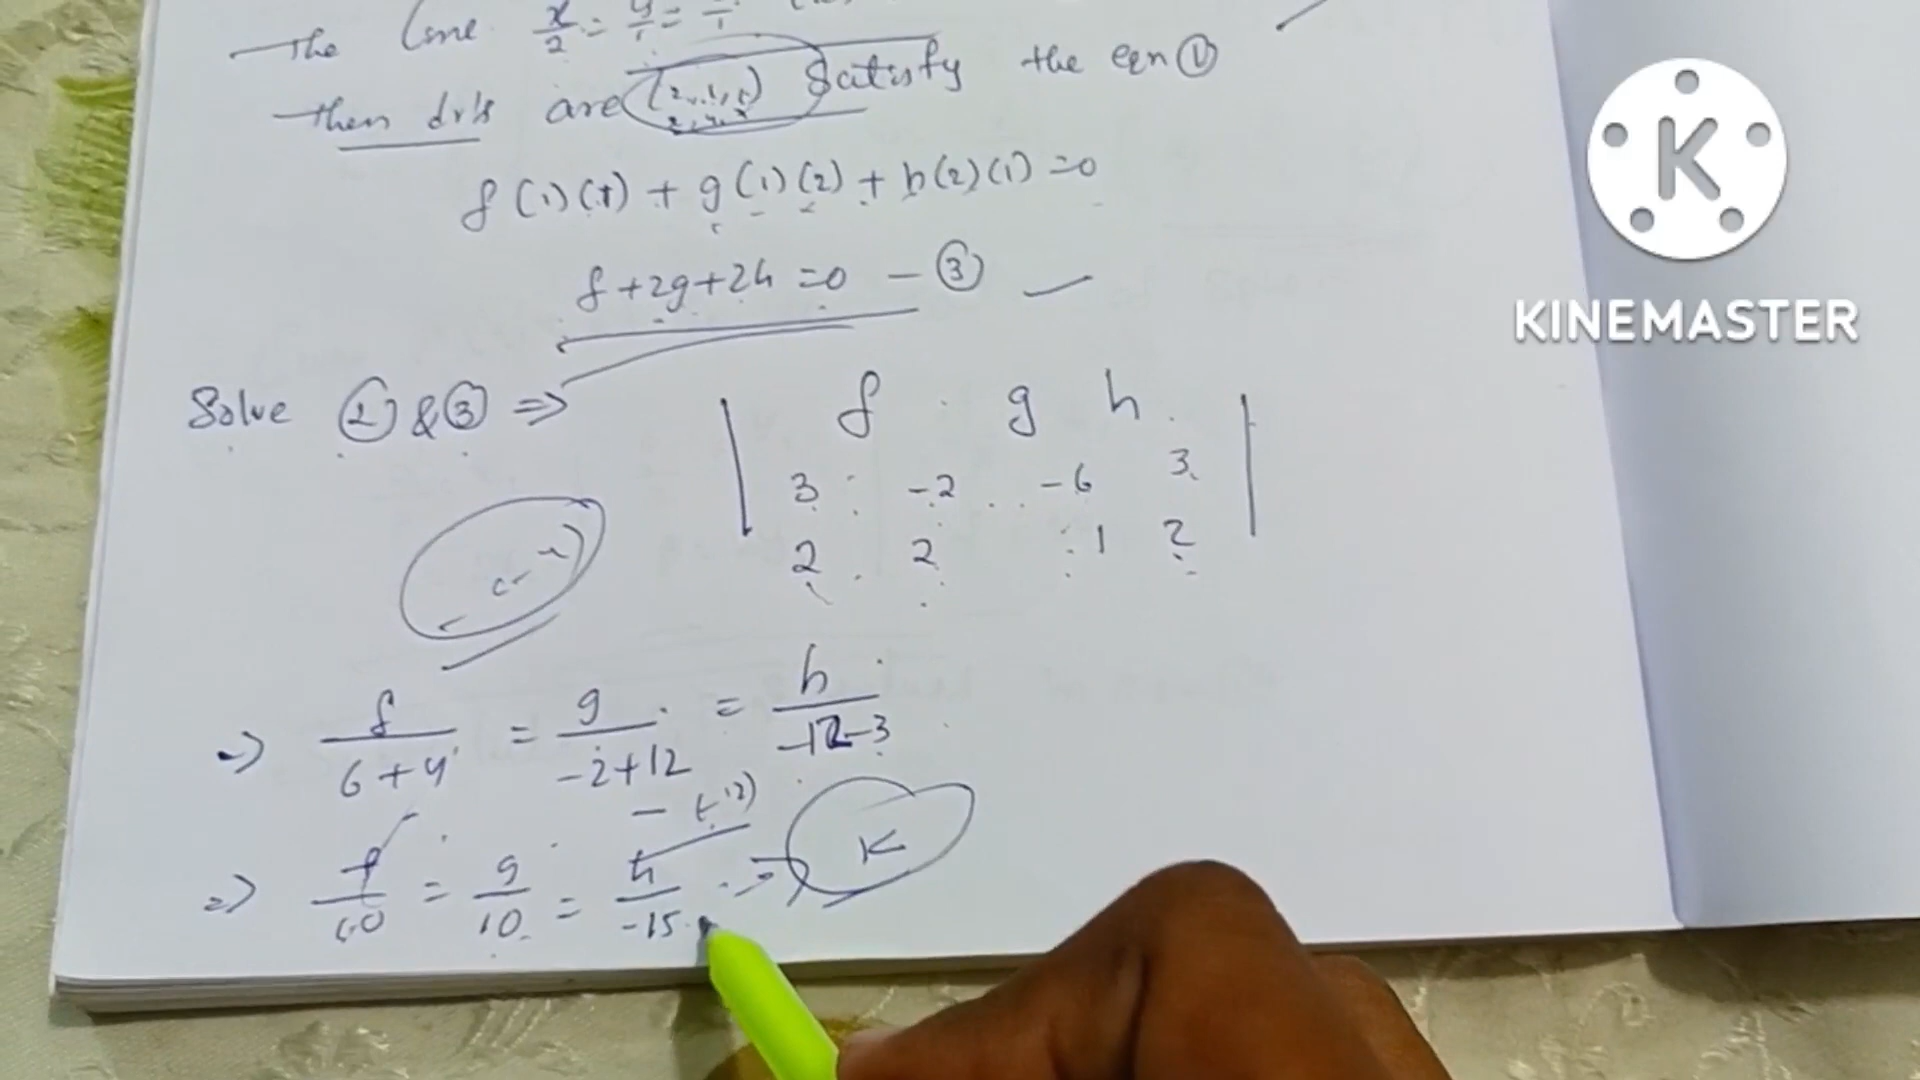 The line x/2 = y/1 = /1
then dr's are (2,1,1) satisfy the eqn ①
f(1)(1) + g(1)(2) + h(2)(1) = 0
f + 2g + 2h = 0 — ③
Solve ② & ③ ⇒
f g h
3 -2 -6 3
2 2 1 2
→ f/6+4 = g/-2+12 = h/-12-3
- (-12)
⇒ f/10 = g/10 = h/-15 ⇒ K
K
KINEMASTER